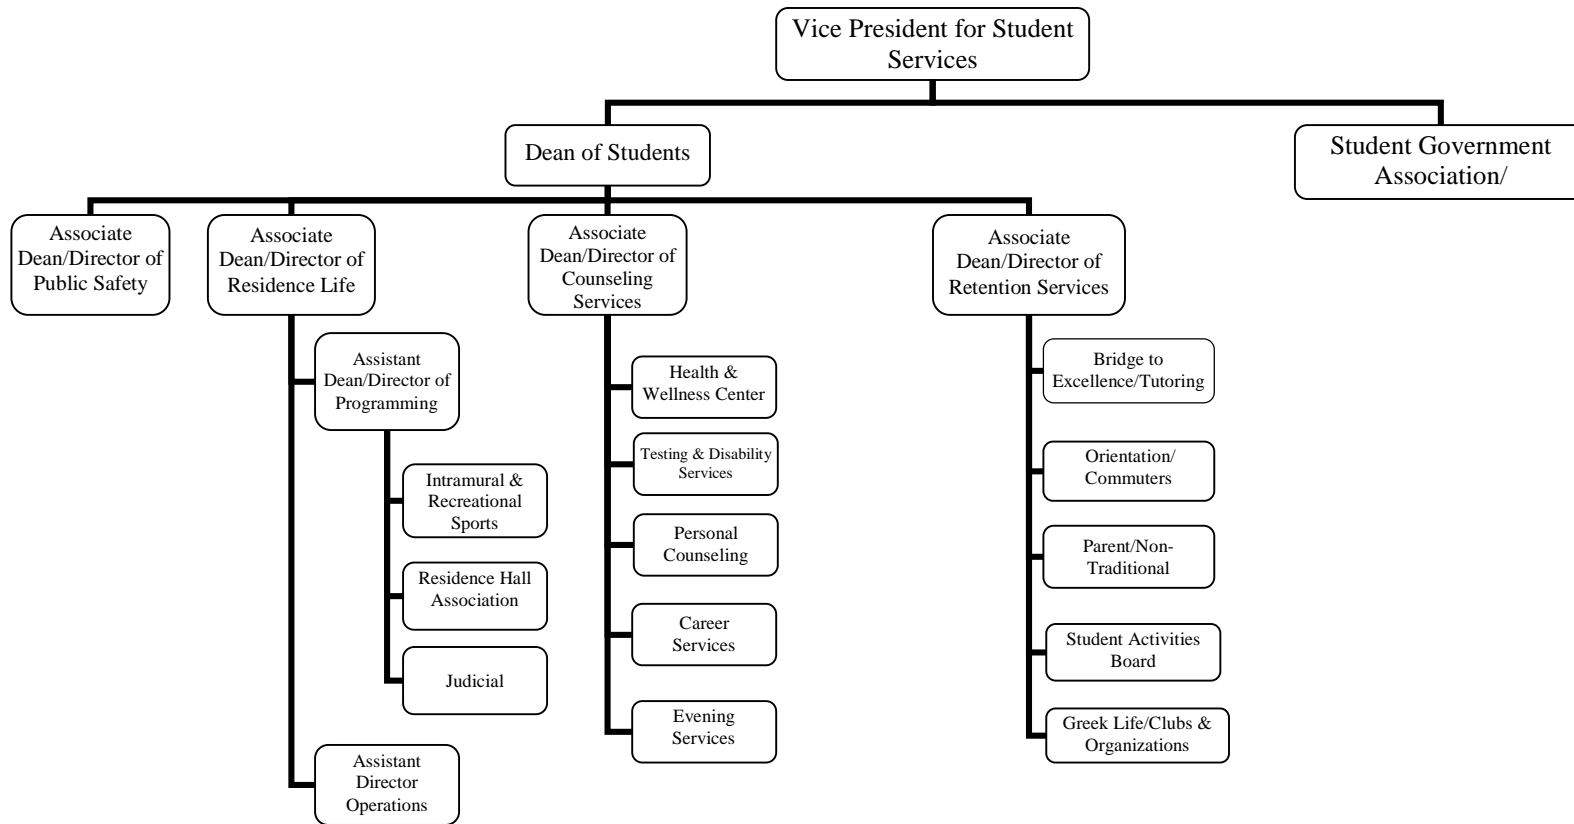 Vice President for Student
Services
Dean of Students
Student Government
Association/
Associate
Dean/Director of
Public Safety
Associate
Dean/Director of
Residence Life
Associate
Dean/Director of
Counseling
Services
Associate
Dean/Director of
Retention Services
Assistant
Dean/Director of
Programming
Intramural &
Recreational
Sports
Residence Hall
Association
Judicial
Assistant
Director
Operations
Health &
Wellness Center
Testing & Disability
Services
Personal
Counseling
Career
Services
Evening
Services
Bridge to
Excellence/Tutoring
Orientation/
Commuters
Parent/Non-
Traditional
Student Activities
Board
Greek Life/Clubs &
Organizations